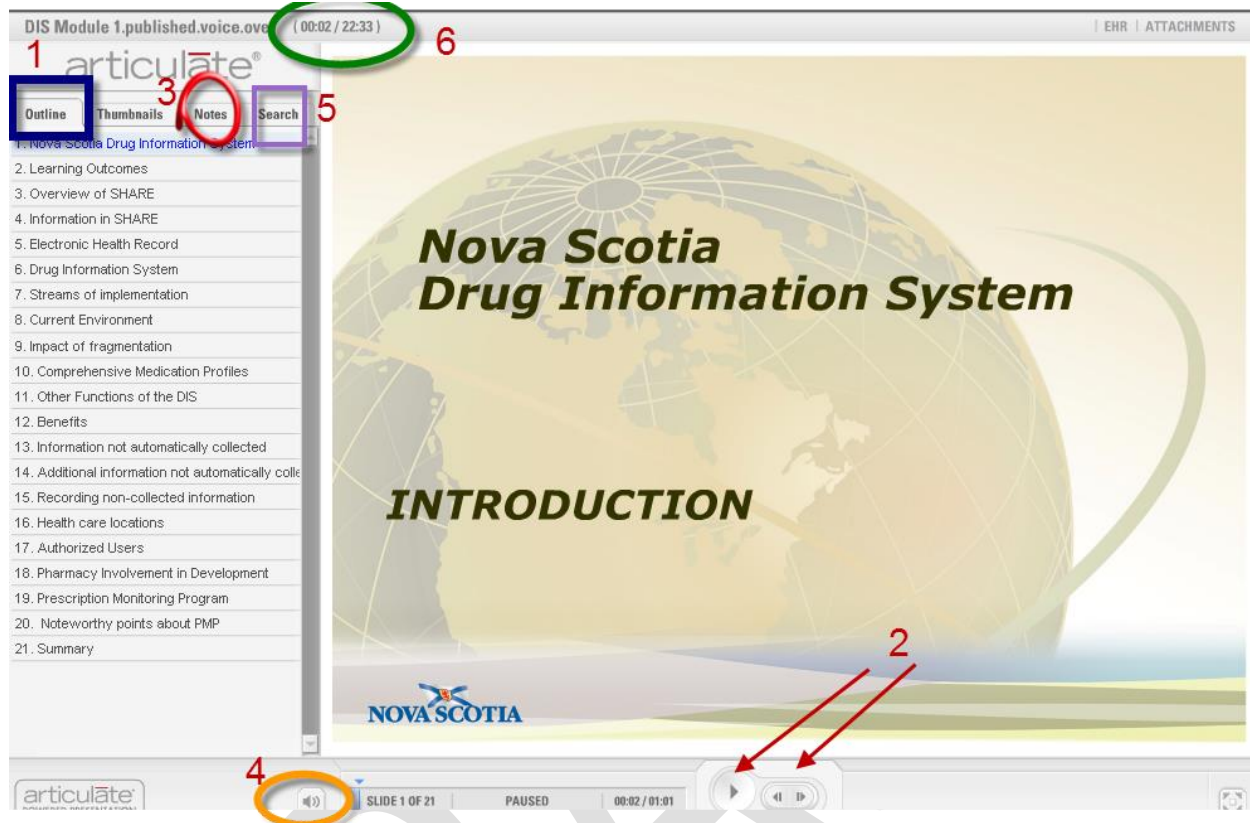 DIS Module 1.published.voice.ove ( 00:02 / 22:33 ) | EHR | ATTACHMENTS
6
1
articulate®
3
5
Outline Thumbnails Notes Search
1. Nova Scotia Drug Information System
2. Learning Outcomes
3. Overview of SHARE
4. Information in SHARE
5. Electronic Health Record
6. Drug Information System
7. Streams of implementation
8. Current Environment
9. Impact of fragmentation
10. Comprehensive Medication Profiles
11. Other Functions of the DIS
12. Benefits
13. Information not automatically collected
14. Additional information not automatically colle
15. Recording non-collected information
16. Health care locations
17. Authorized Users
18. Pharmacy Involvement in Development
19. Prescription Monitoring Program
20. Noteworthy points about PMP
21. Summary
Nova Scotia
Drug Information System
INTRODUCTION
2
NOVA SCOTIA
4
articulate®
POWERED PRESENTATION
SLIDE 1 OF 21 | PAUSED | 00:02 / 01:01